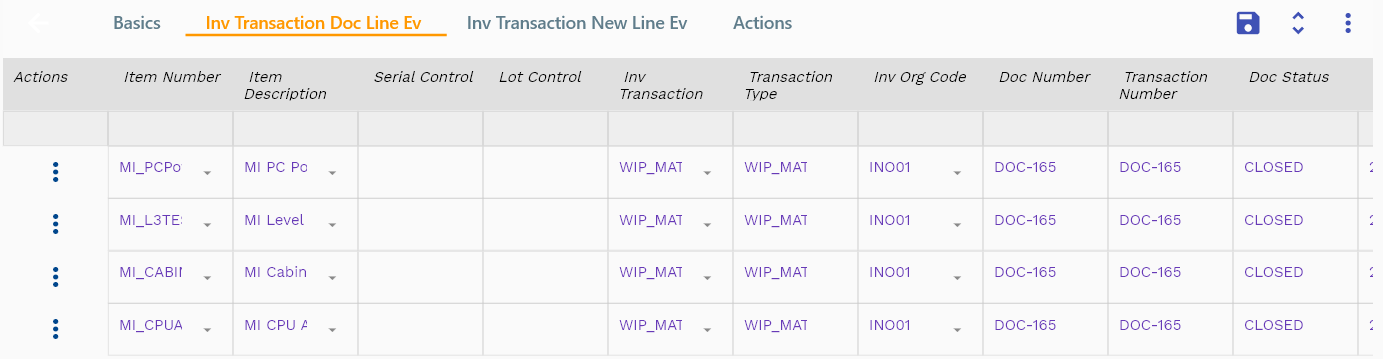 Basics Inv Transaction Doc Line Ev Inv Transaction New Line Ev Actions
Actions Item Number Item Description Serial Control Lot Control Inv Transaction Transaction Type Inv Org Code Doc Number Transaction Number Doc Status
MI_PCPo MI PC Po WIP_MAT WIP_MAT INO01 DOC-165 DOC-165 CLOSED
MI_L3TE MI Level WIP_MAT WIP_MAT INO01 DOC-165 DOC-165 CLOSED
MI_CABI MI Cabin WIP_MAT WIP_MAT INO01 DOC-165 DOC-165 CLOSED
MI_CPUA MI CPU A WIP_MAT WIP_MAT INO01 DOC-165 DOC-165 CLOSED